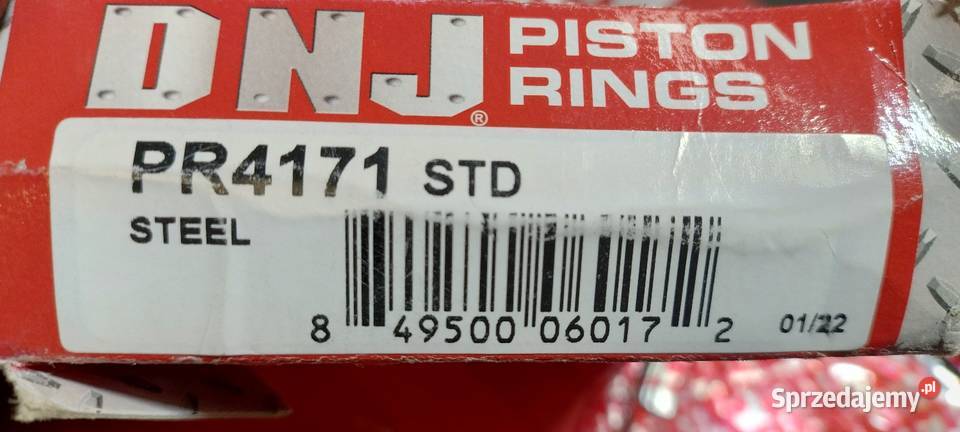 DNJ®
PISTON
RINGS
PR4171 STD
STEEL
8 49500 06017 2
01/22
Sprzedajemy.pl